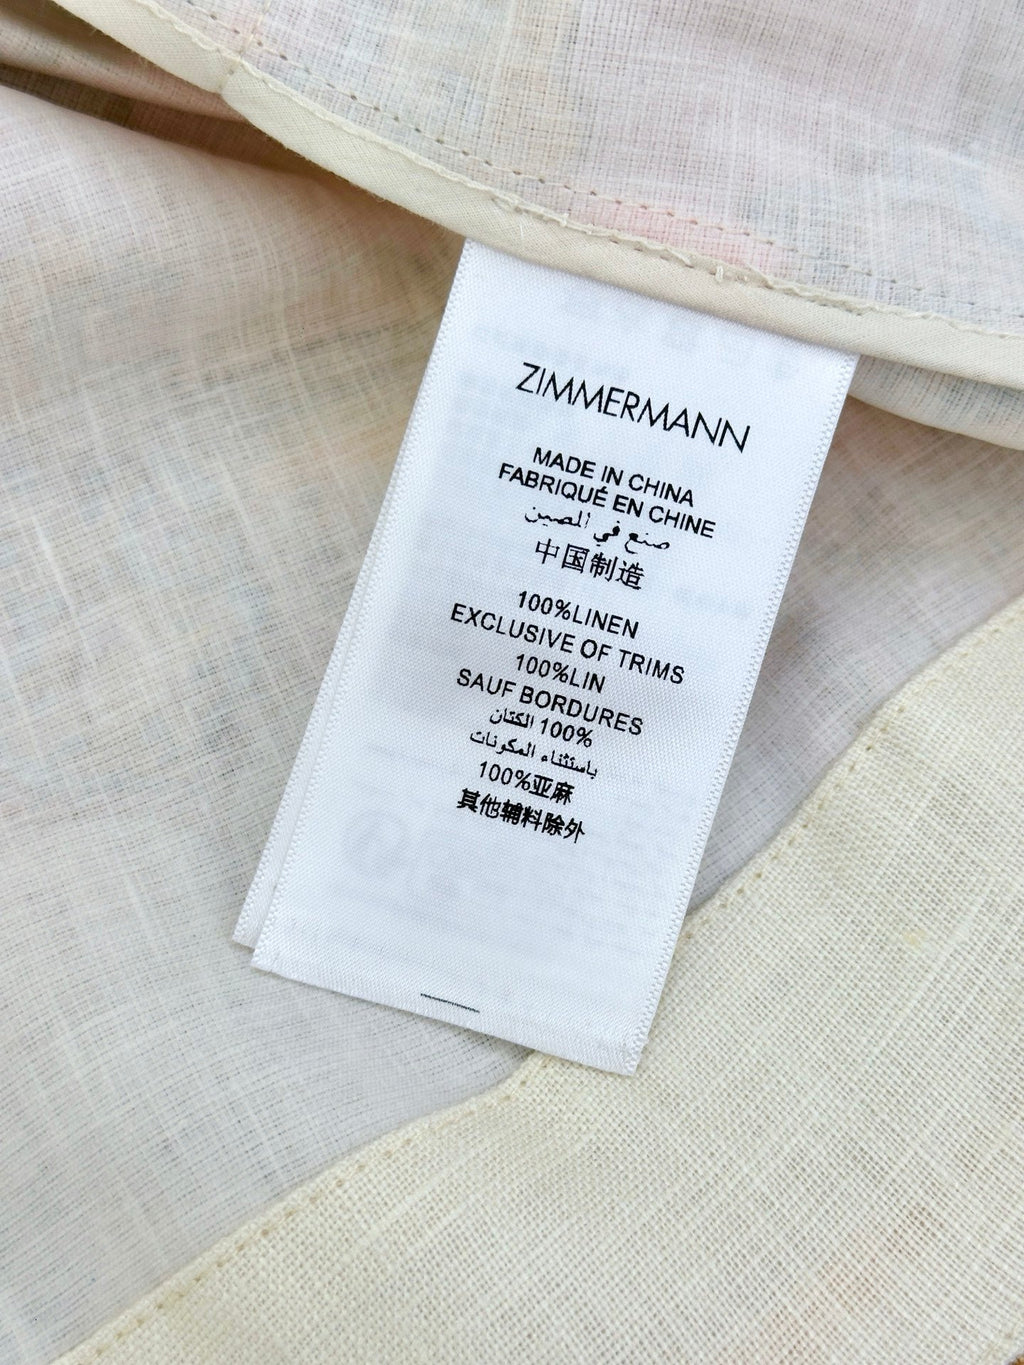 ZIMMERMANN
MADE IN CHINA
FABRIQUÉ EN CHINE
صنع في الصين
中国制造
100%LINEN
EXCLUSIVE OF TRIMS
100%LIN
SAUF BORDURES
100% الكتان
باستثناء المكونات
100%亚麻
其他辅料除外